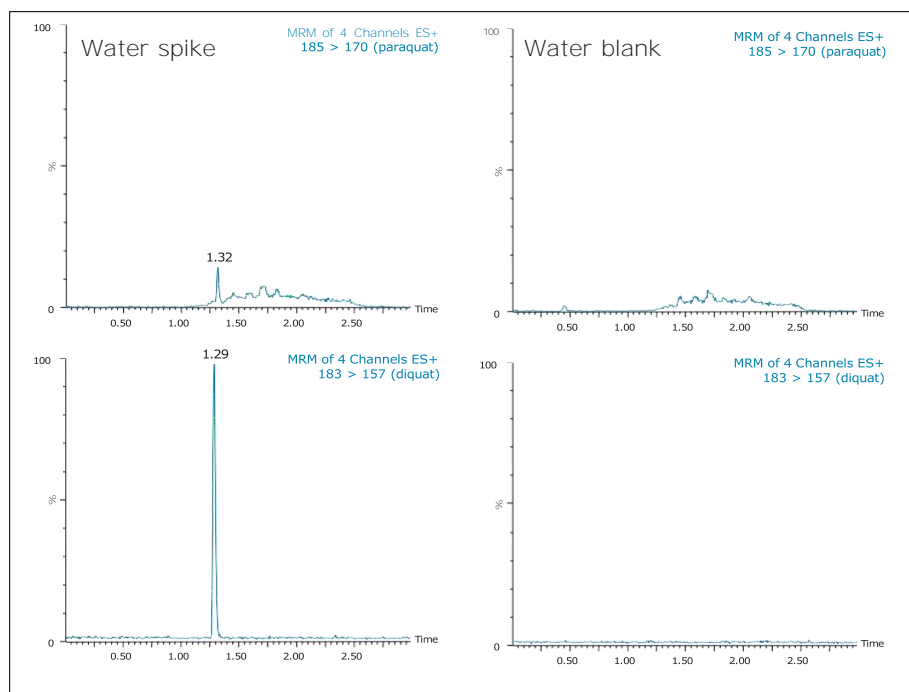 Water spike
MRM of 4 Channels ES+
185 > 170 (paraquat)
100
%
0
1.32
0.50
1.00
1.50
2.00
2.50
Time
Water blank
MRM of 4 Channels ES+
185 > 170 (paraquat)
100
%
0
0.50
1.00
1.50
2.00
2.50
Time
MRM of 4 Channels ES+
183 > 157 (diquat)
100
%
0
1.29
0.50
1.00
1.50
2.00
2.50
Time
MRM of 4 Channels ES+
183 > 157 (diquat)
100
%
0
0.50
1.00
1.50
2.00
2.50
Time